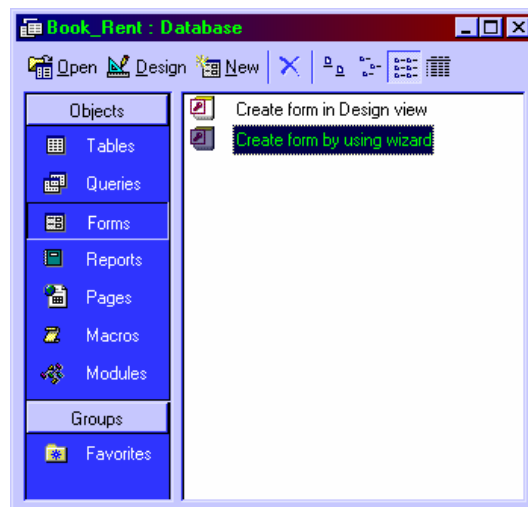 Book_Rent : Database
Open Design New
Objects
Tables
Queries
Forms
Reports
Pages
Macros
Modules
Groups
Favorites
Create form in Design view
Create form by using wizard